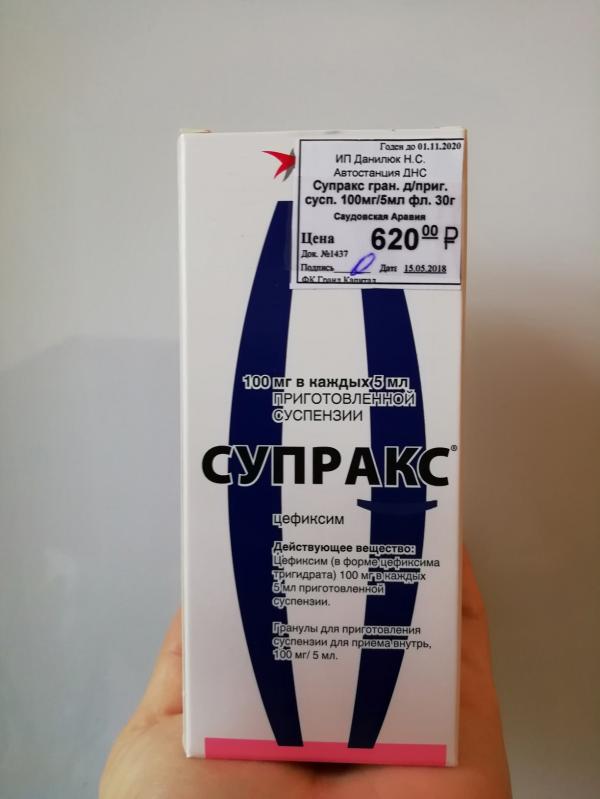 Годен до 01.11.2020
ИП Данилюк Н.С.
Автостанция ДНС
Супракс гран. д/приг.
сусп. 100мг/5мл фл. 30г
Саудовская Аравия
Цена 620⁰⁰ ₽
Док. №1437
Подпись Дата 15.05.2018
ФК Гранд Капитал
100 мг в каждых 5 мл
ПРИГОТОВЛЕННОЙ
СУСПЕНЗИИ
СУПРАКС®
цефиксим
Действующее вещество:
Цефиксим (в форме цефиксима
тригидрата) 100 мг в каждых
5 мл приготовленной
суспензии.
Гранулы для приготовления
суспензии для приема внутрь,
100 мг/ 5 мл.